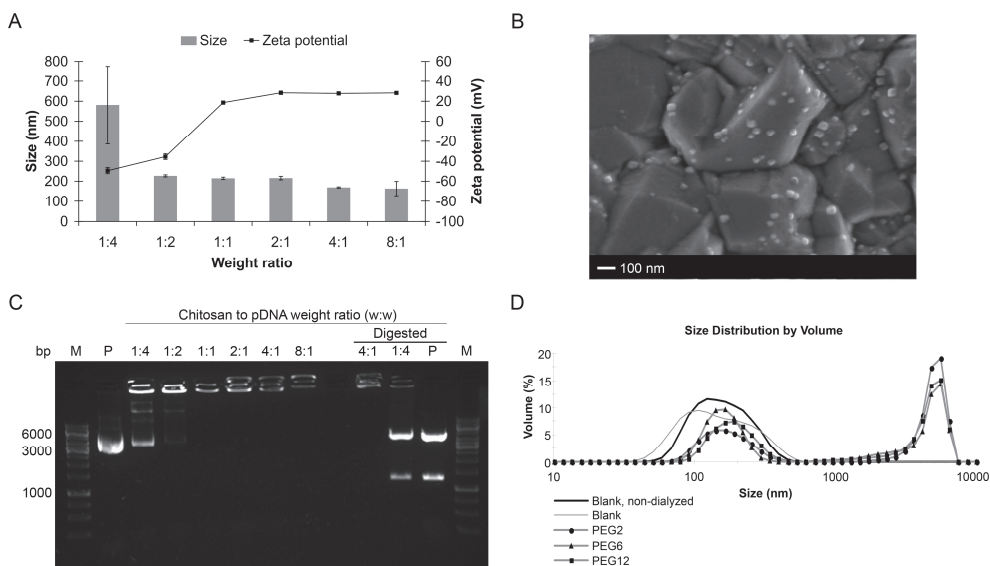 A
Size
Zeta potential
800
700
600
500
400
300
200
100
0
Size (nm)
60
40
20
0
-20
-40
-60
-80
-100
Zeta potential (mV)
1:4 1:2 1:1 2:1 4:1 8:1
Weight ratio
B
100 nm
C
Chitosan to pDNA weight ratio (w:w)
Digested
bp M P 1:4 1:2 1:1 2:1 4:1 8:1 4:1 1:4 P M
6000
3000
1000
D
Size Distribution by Volume
20
15
10
5
0
Volume (%)
10 100 1000 10000
Size (nm)
Blank, non-dialyzed
Blank
PEG2
PEG6
PEG12